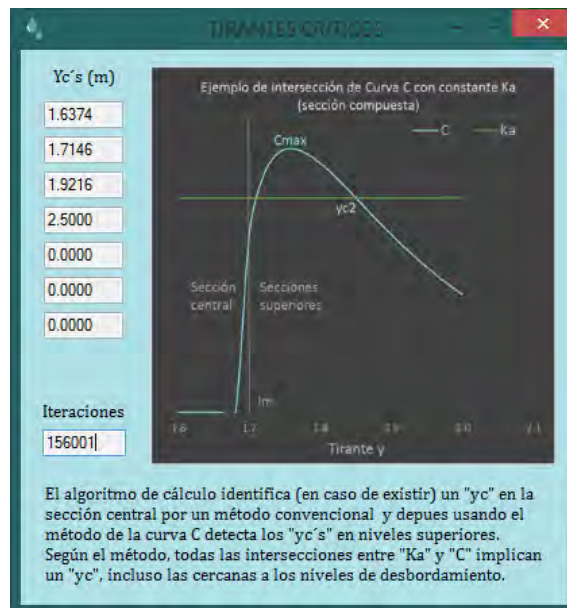 TIRANTES CRITICOS
Yc´s (m)
1.6374
1.7146
1.9216
2.5000
0.0000
0.0000
0.0000
Iteraciones
156001
Ejemplo de intersección de Curva C con constante Ka
(sección compuesta)
C
Ka
Cmax
yc2
Sección
central
Secciones
superiores
1m
1.6
1.7
1.8
1.9
2.0
2.1
Tirante y
El algoritmo de cálculo identifica (en caso de existir) un "yc" en la
sección central por un método convencional y depues usando el
método de la curva C detecta los "yc´s" en niveles superiores.
Según el método, todas las intersecciones entre "Ka" y "C" implican
un "yc", incluso las cercanas a los niveles de desbordamiento.